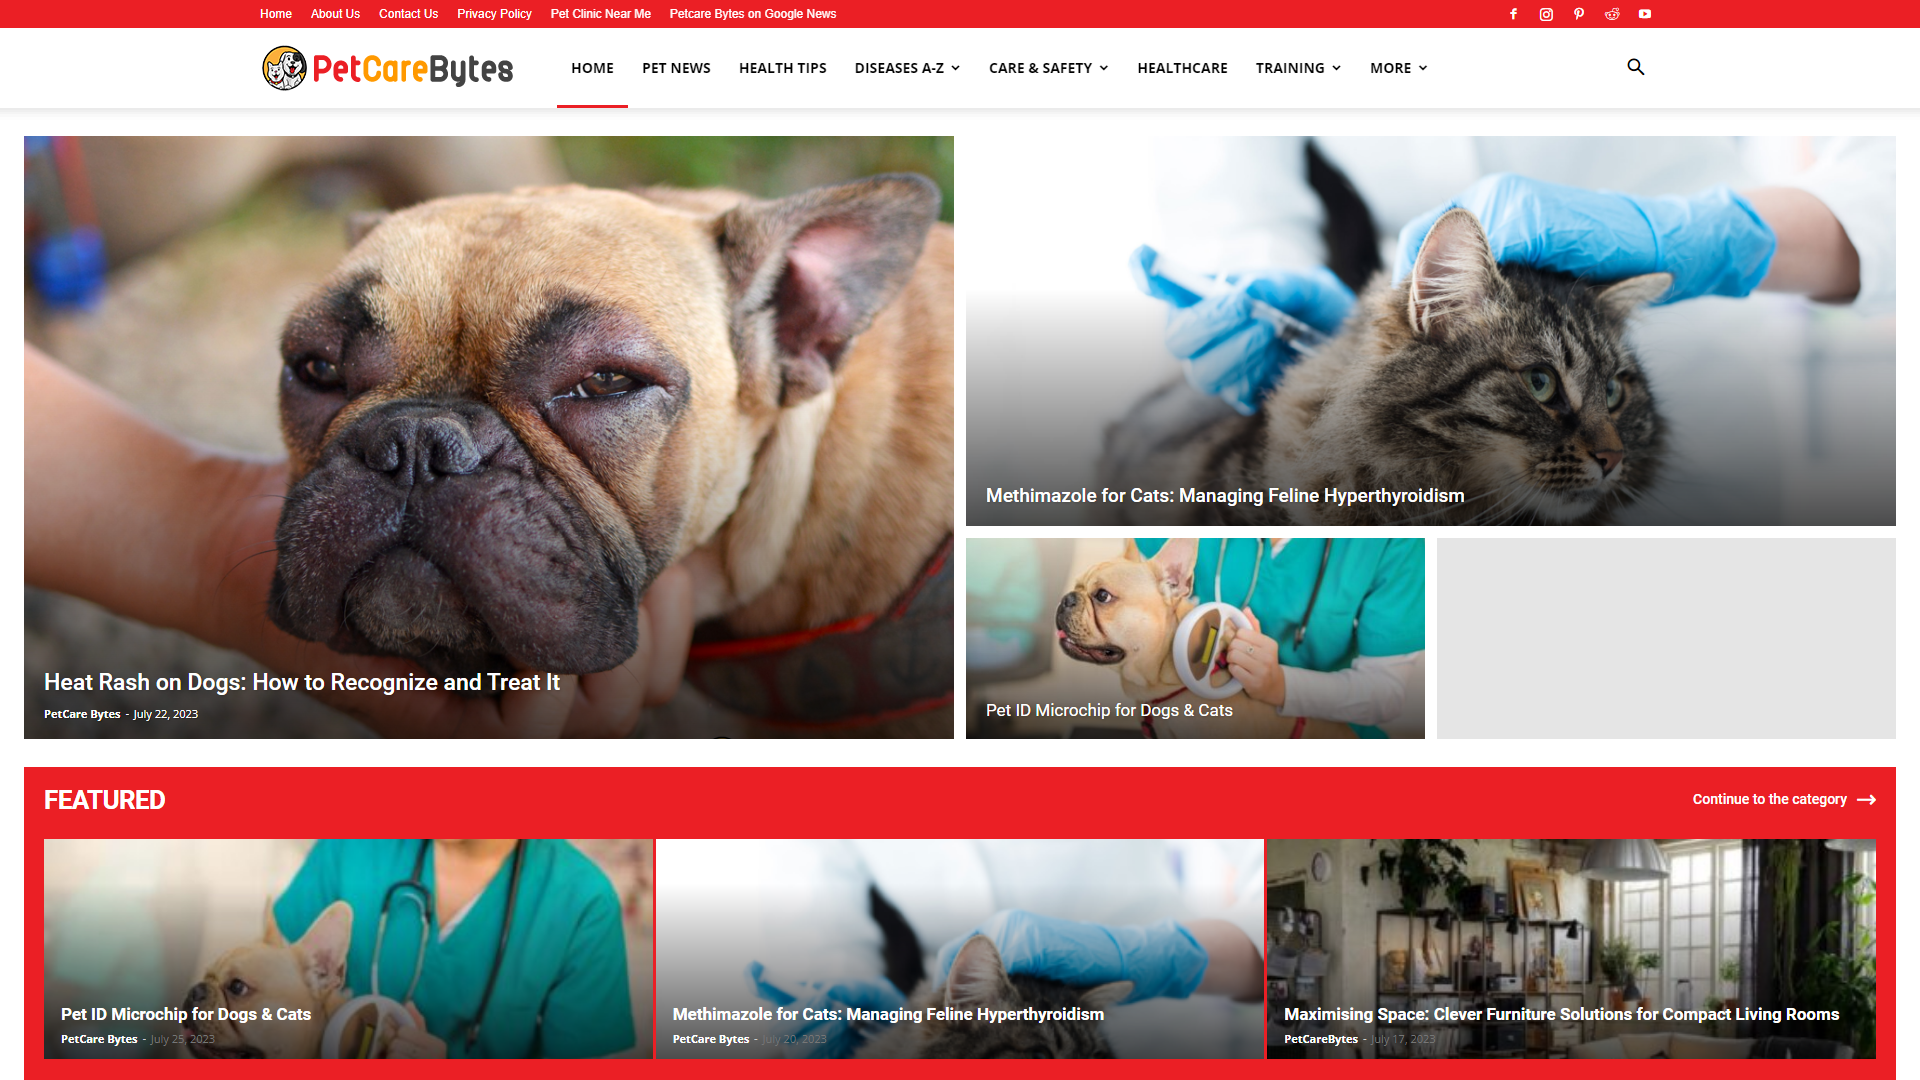 Home About Us Contact Us Privacy Policy Pet Clinic Near Me Petcare Bytes on Google News
PetCareBytes
HOME PET NEWS HEALTH TIPS DISEASES A-Z CARE & SAFETY HEALTHCARE TRAINING MORE
Methimazole for Cats: Managing Feline Hyperthyroidism
Heat Rash on Dogs: How to Recognize and Treat It
PetCare Bytes - July 22, 2023
Pet ID Microchip for Dogs & Cats
FEATURED
Continue to the category
Pet ID Microchip for Dogs & Cats
PetCare Bytes - July 25, 2023
Methimazole for Cats: Managing Feline Hyperthyroidism
PetCare Bytes - July 20, 2023
Maximising Space: Clever Furniture Solutions for Compact Living Rooms
PetCareBytes - July 17, 2023